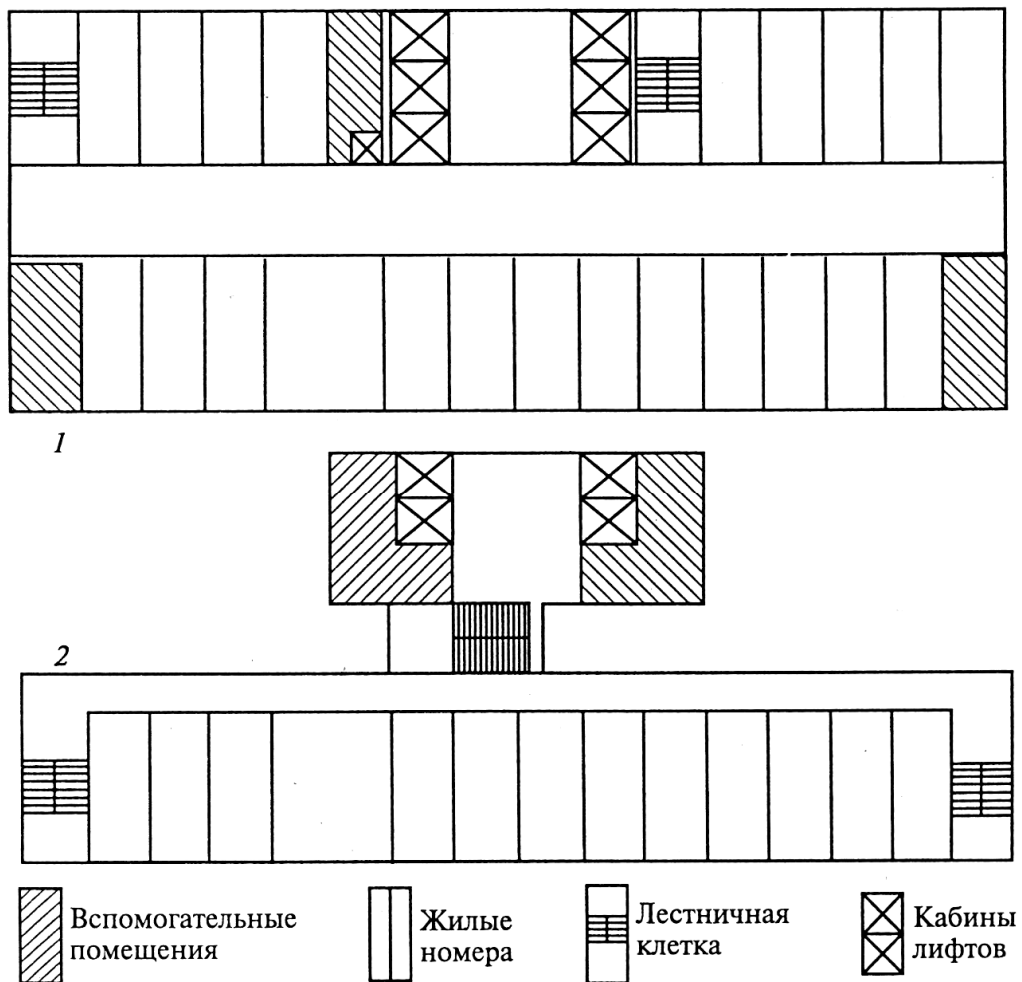 1
2
Вспомогательные
помещения
Жилые
номера
Лестничная
клетка
Кабины
лифтов